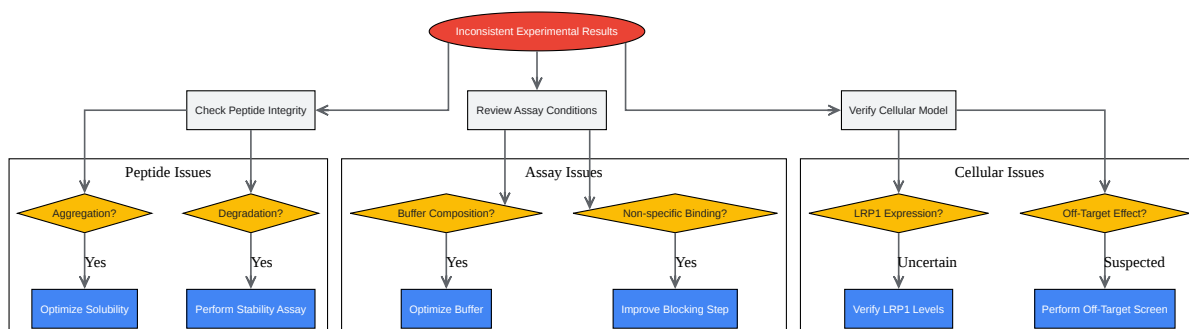 Inconsistent Experimental Results
Check Peptide Integrity
Review Assay Conditions
Verify Cellular Model
Peptide Issues
Assay Issues
Cellular Issues
Aggregation?
Degradation?
Buffer Composition?
Non-specific Binding?
LRP1 Expression?
Off-Target Effect?
Yes
Yes
Yes
Yes
Uncertain
Suspected
Optimize Solubility
Perform Stability Assay
Optimize Buffer
Improve Blocking Step
Verify LRP1 Levels
Perform Off-Target Screen